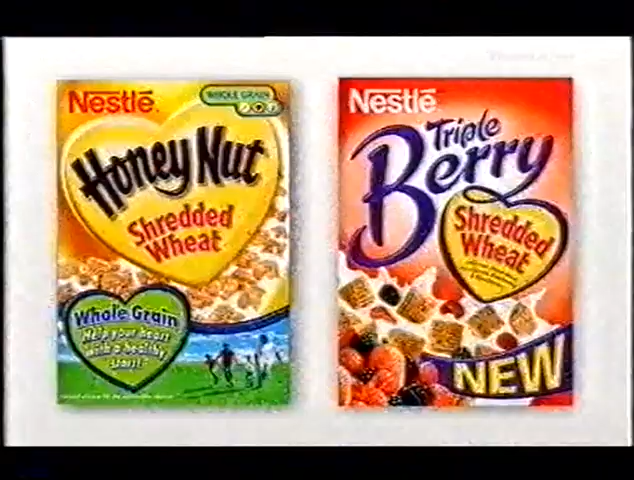 Nestlé
WHOLE GRAIN
Honey Nut
Shredded
Wheat
Whole Grain
Help your heart
with a healthy
start!
Nestlé
Triple
Berry
Shredded
Wheat
NEW